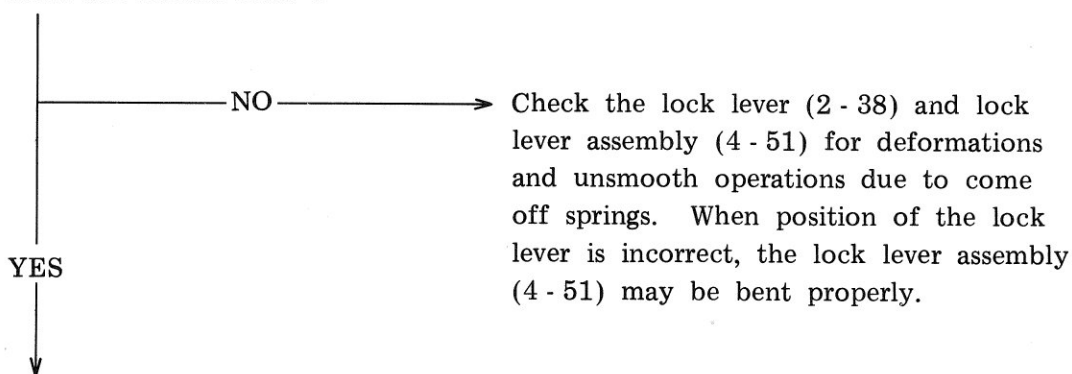 NO
Check the lock lever (2 - 38) and lock
lever assembly (4 - 51) for deformations
and unsmooth operations due to come
off springs. When position of the lock
lever is incorrect, the lock lever assembly
(4 - 51) may be bent properly.
YES